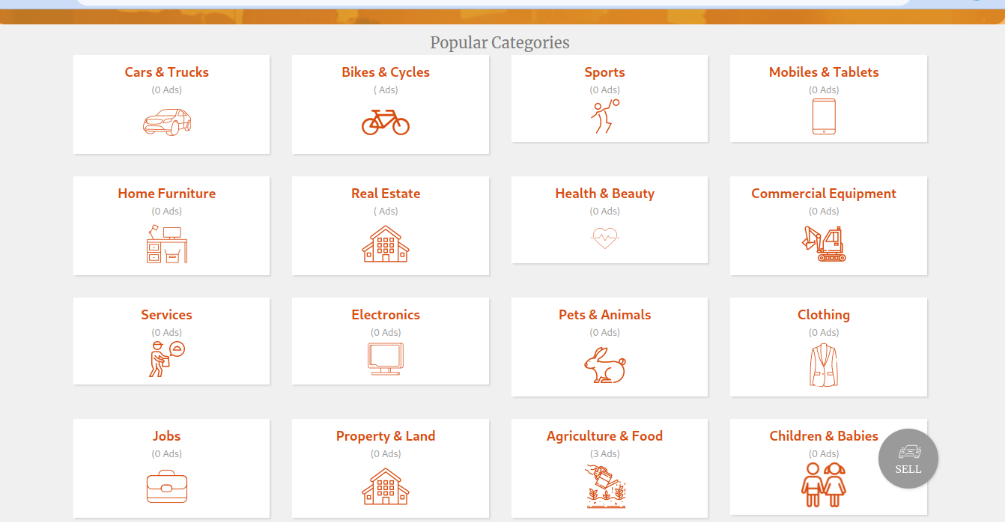 Popular Categories
Cars & Trucks
(0 Ads)
Bikes & Cycles
( Ads)
Sports
(0 Ads)
Mobiles & Tablets
(0 Ads)
Home Furniture
(0 Ads)
Real Estate
( Ads)
Health & Beauty
(0 Ads)
Commercial Equipment
(0 Ads)
Services
(0 Ads)
Electronics
(0 Ads)
Pets & Animals
(0 Ads)
Clothing
(0 Ads)
Jobs
(0 Ads)
Property & Land
(0 Ads)
Agriculture & Food
(3 Ads)
Children & Babies
(0 Ads)
SELL